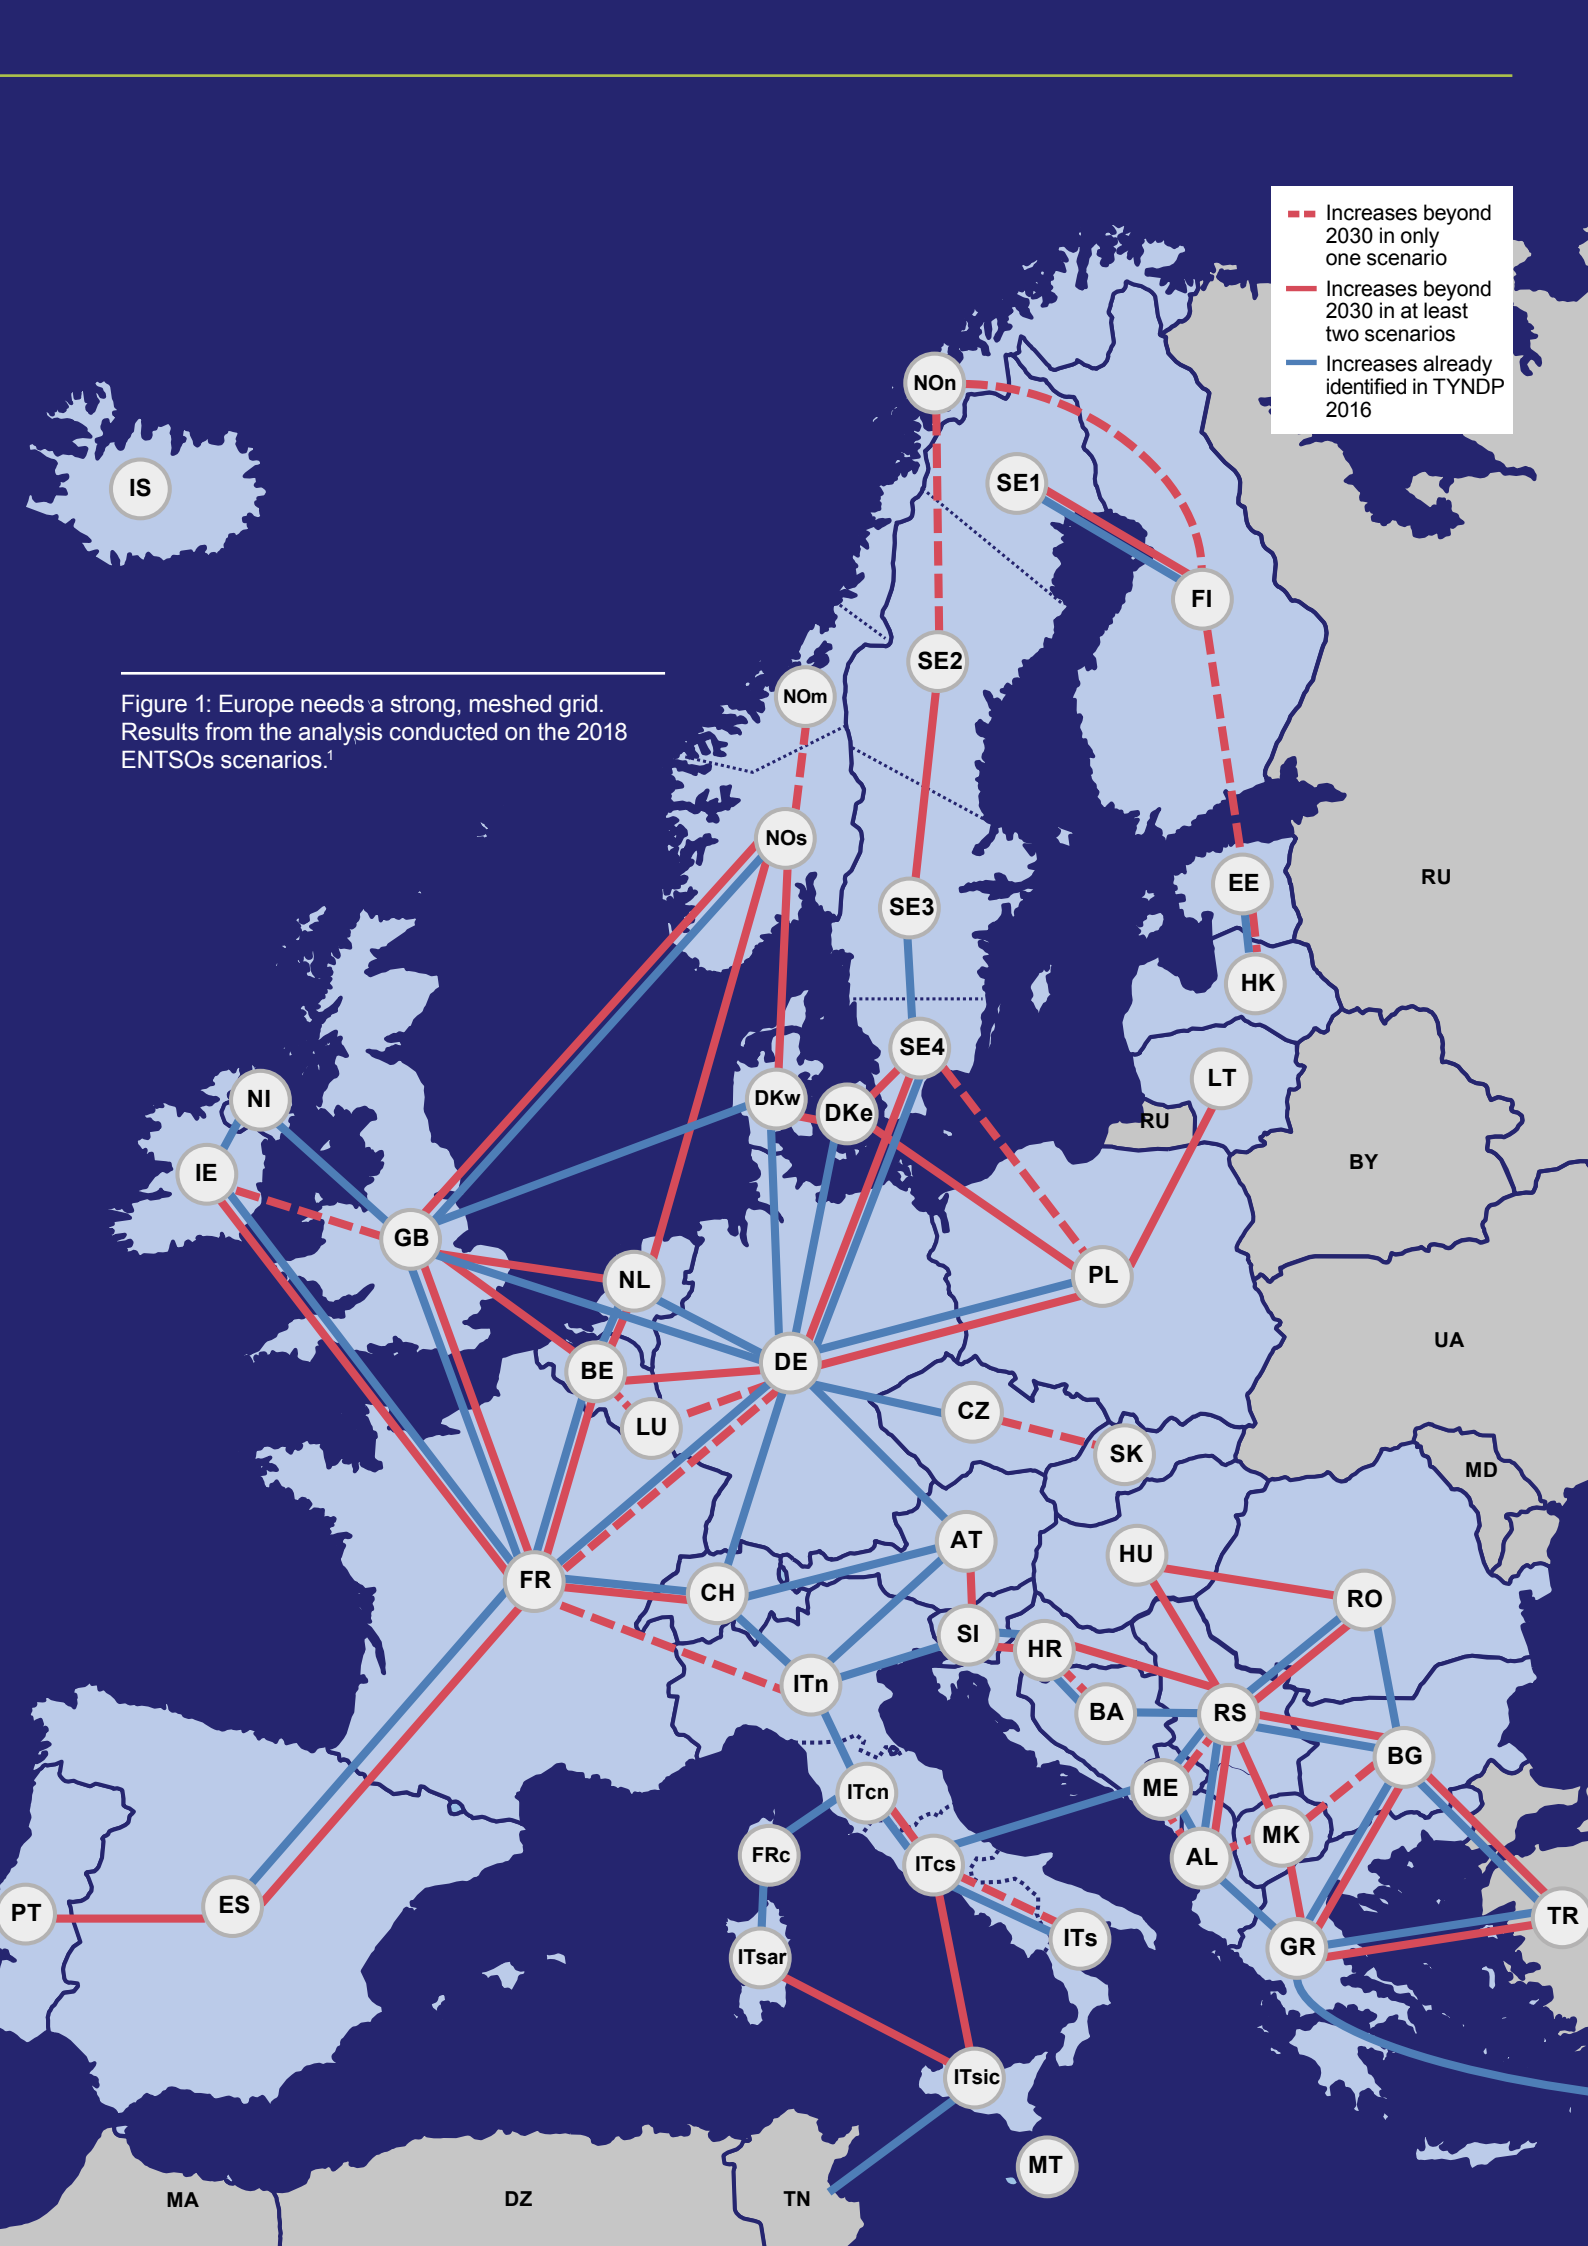 Increases beyond
2030 in only
one scenario
Increases beyond
2030 in at least
two scenarios
Increases already
identified in TYNDP
2016
NOn
IS
SE1
FI
SE2
NOm
Figure 1: Europe needs a strong, meshed grid.
Results from the analysis conducted on the 2018
ENTSOs scenarios.1
NOs
RU
EE
SE3
HK
SE4
LT
NI
DKw
DKe
RU
BY
IE
GB
NL
PL
UA
DE
BE
CZ
LU
SK
MD
AT
HU
FR
CH
RO
SI
HR
ITn
BA
RS
BG
ME
ITcn
MK
FRc
ITcs
AL
ES
PT
TR
ITs
GR
ITsar
ITsic
MT
MA
DZ
TN